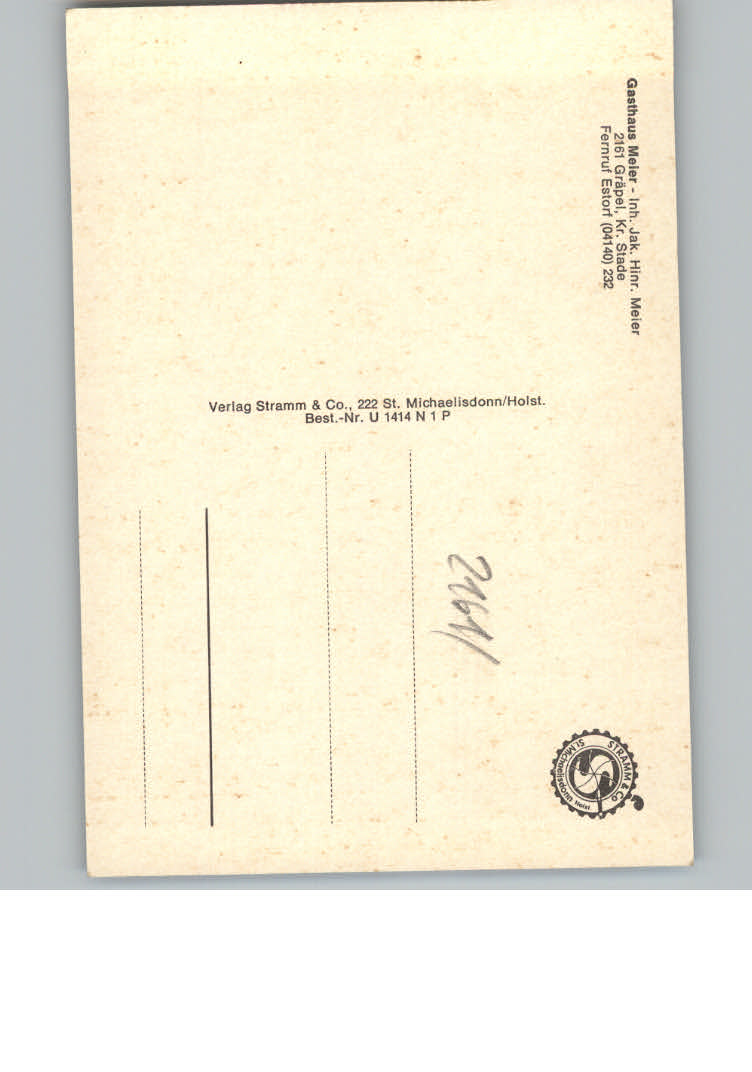 Gasthaus Meier - Inh. Jak. Hinr. Meier
2161 Gräpel, Kr. Stade
Fernruf Estorf (04140) 232
Verlag Stramm & Co., 222 St. Michaelisdonn/Holst.
Best.-Nr. U 1414 N 1 P
2161/
STRAMM & Co
St. Michaelisdonn Holst.